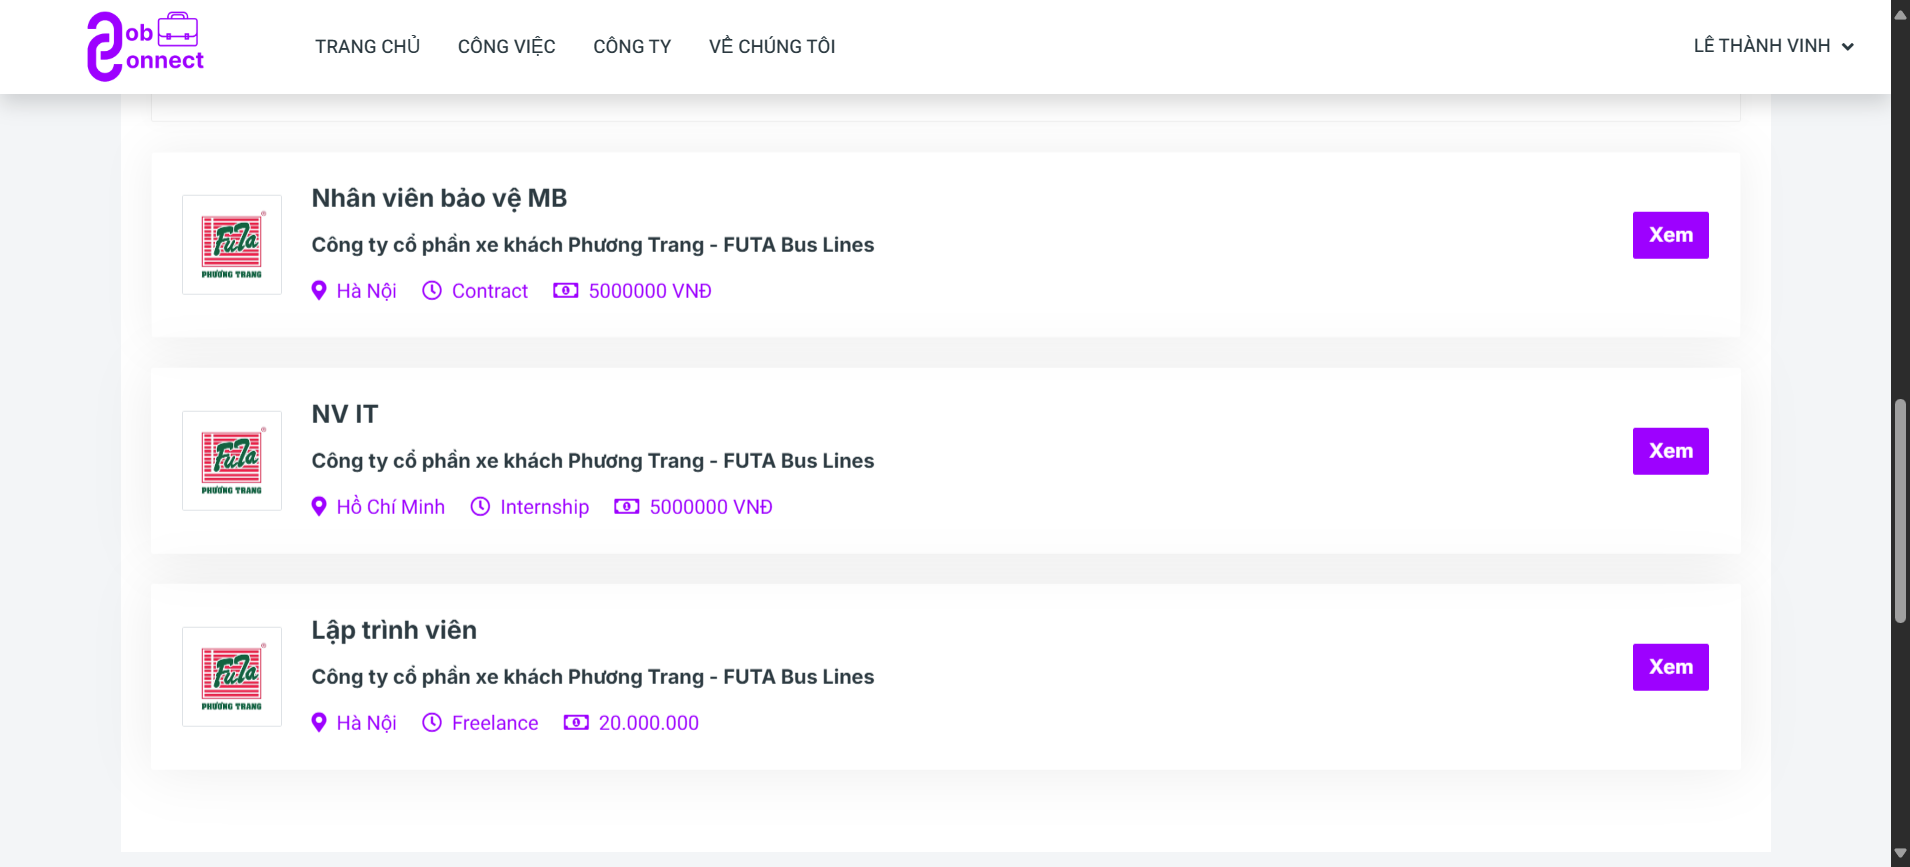 ob
onnect
TRANG CHỦ CÔNG VIỆC CÔNG TY VỀ CHÚNG TÔI LÊ THÀNH VINH
Nhân viên bảo vệ MB
Công ty cổ phần xe khách Phương Trang - FUTA Bus Lines
Hà Nội Contract 5000000 VNĐ
FuTa
PHƯƠNG TRANG
Xem
NV IT
Công ty cổ phần xe khách Phương Trang - FUTA Bus Lines
Hồ Chí Minh Internship 5000000 VNĐ
FuTa
PHƯƠNG TRANG
Xem
Lập trình viên
Công ty cổ phần xe khách Phương Trang - FUTA Bus Lines
Hà Nội Freelance 20.000.000
FuTa
PHƯƠNG TRANG
Xem